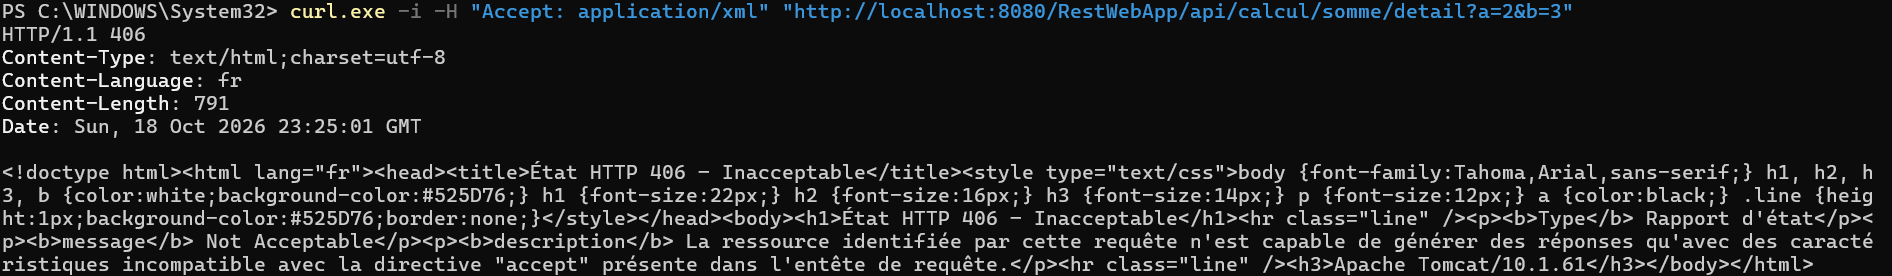 PS C:\WINDOWS\System32> curl.exe -i -H "Accept: application/xml" "http://localhost:8080/RestWebApp/api/calcul/somme/detail?a=2&b=3"
HTTP/1.1 406
Content-Type: text/html;charset=utf-8
Content-Language: fr
Content-Length: 791
Date: Sun, 18 Oct 2026 23:25:01 GMT

<!doctype html><html lang="fr"><head><title>État HTTP 406 – Inacceptable</title><style type="text/css">body {font-family:Tahoma,Arial,sans-serif;} h1, h2, h
3, b {color:white;background-color:#525D76;} h1 {font-size:22px;} h2 {font-size:16px;} h3 {font-size:14px;} p {font-size:12px;} a {color:black;} .line {heig
ht:1px;background-color:#525D76;border:none;}</style></head><body><h1>État HTTP 406 – Inacceptable</h1><hr class="line" /><p><b>Type</b> Rapport d'état</p><
p><b>message</b> Not Acceptable</p><p><b>description</b> La ressource identifiée par cette requête n'est capable de générer des réponses qu'avec des caracté
ristiques incompatible avec la directive "accept" présente dans l'entête de requête.</p><hr class="line" /><h3>Apache Tomcat/10.1.61</h3></body></html>